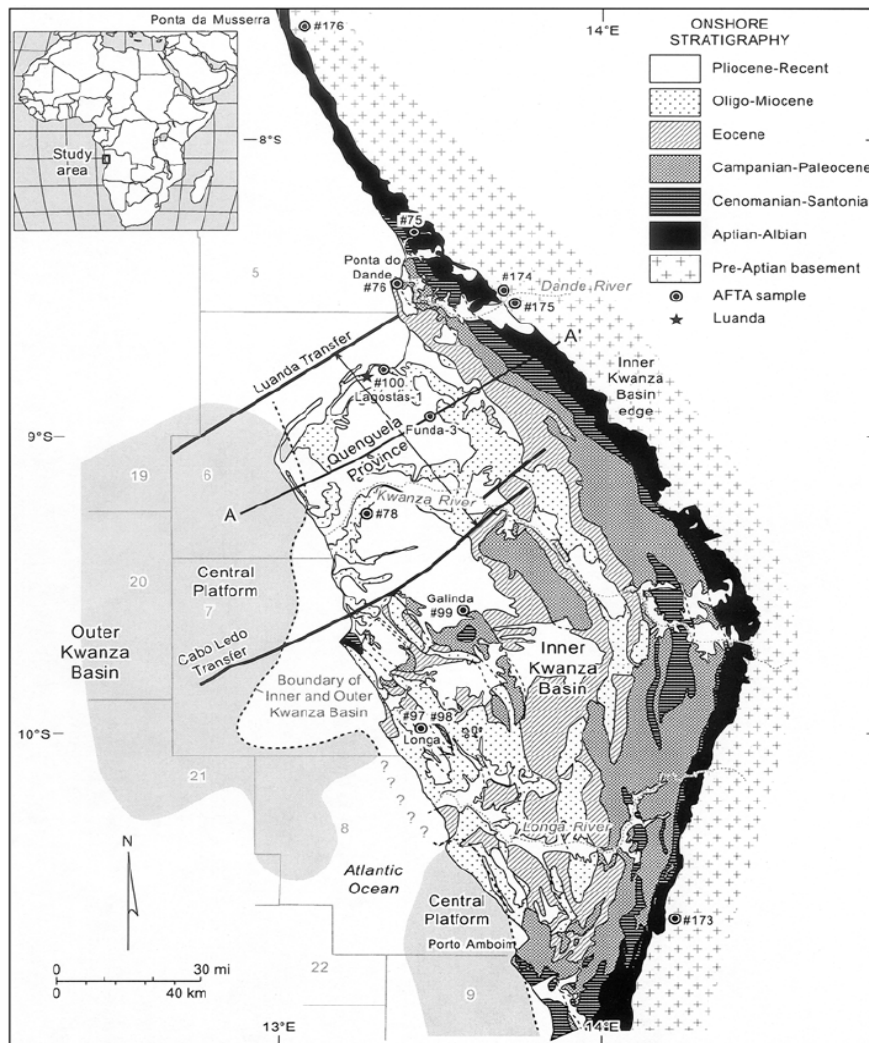 Ponta da Musserra
#176
14°E
ONSHORE
STRATIGRAPHY
Pliocene-Recent
Oligo-Miocene
Eocene
Campanian-Paleocene
Cenomanian-Santonia
Aptian-Albian
Pre-Aptian basement
AFTA sample
Luanda
Study
area
8°S
5
#75
Ponta do
Dande
#76
#174
Dande River
#175
A'
Luanda Transfer
#100
Lagostas-1
Inner
Kwanza
Basin
edge
Funda-3
Quenguela
Province
9°S
19
6
A
Kwanza River
#78
20
Central
Platform
7
Galinda
#99
Outer
Kwanza
Basin
Cabo Ledo
Transfer
Inner
Kwanza
Basin
Boundary of
Inner and Outer
Kwanza Basin
#97 #98
Longa
10°S
21
? ? ? ? ?
8
Longa River
N
Atlantic
Ocean
Central
Platform
#173
Porto Amboim
0 30 mi
0 40 km
22
9
13°E
14°E